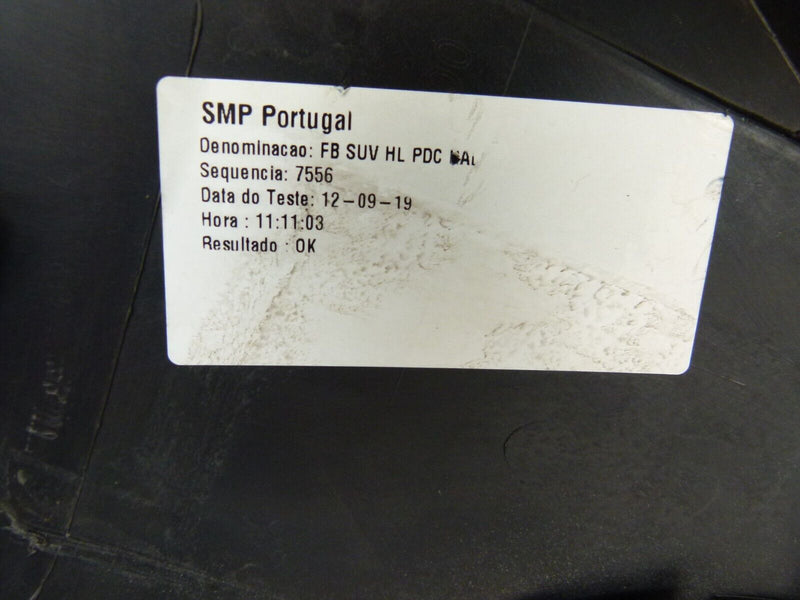 SMP Portugal
Denominacao: FB SUV HL PDC
Sequencia: 7556
Data do Teste: 12-09-19
Hora : 11:11:03
Resultado : OK